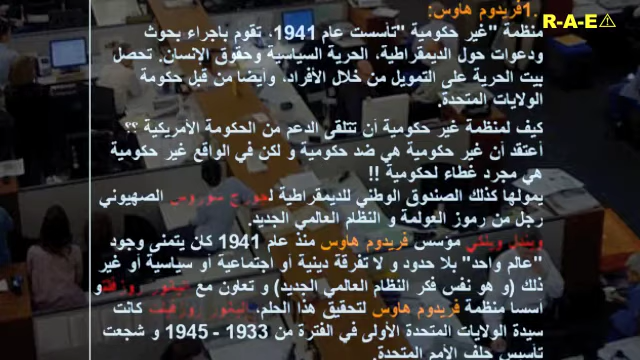 1. فريدوم هاوس:
R-A-E⚠
منظمة "غير حكومية "تأسست عام 1941. تقوم بأجراء بحوث
ودعوات حول الديمقراطية، الحرية السياسية وحقوق الإنسان. تحصل
بيت الحرية على التمويل من خلال الأفراد، وأيضا من قبل حكومة
الولايات المتحدة.
كيف لمنظمة غير حكومية أن تتلقى الدعم من الحكومة الأمريكية ؟؟
أعتقد أن غير حكومية هي ضد حكومية و لكن في الواقع غير حكومية
هي مجرد غطاء لحكومية !!
يمولها كذلك الصندوق الوطني للديمقراطية لجورج سوروس الصهيوني
رجل من رموز العولمة و النظام العالمي الجديد
ويندل ويلكي مؤسس فريدوم هاوس منذ عام 1941 كان يتمنى وجود
"عالم واحد" بلا حدود و لا تفرقة دينية أو اجتماعية أو سياسية أو غير
ذلك (و هو نفس فكر النظام العالمي الجديد) و تعاون مع و
أسسا منظمة فريدوم هاوس لتحقيق هذا الحلم. كانت
سيدة الولايات المتحدة الأولى في الفترة من 1933 - 1945 و شجعت
تأسيس حلف الأمم المتحدة.